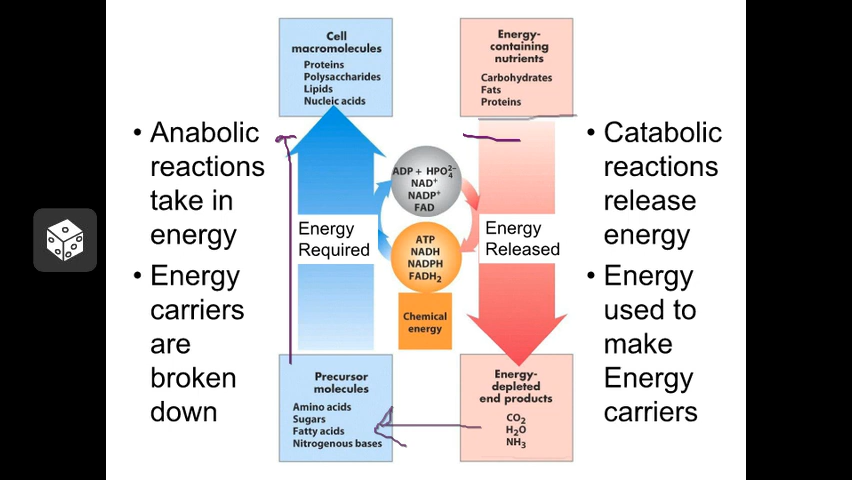 Cell
macromolecules
Proteins
Polysaccharides
Lipids
Nucleic acids
Energy-
containing
nutrients
Carbohydrates
Fats
Proteins
• Anabolic
reactions
take in
energy
• Energy
carriers
are
broken
down
ADP + HPO₄²⁻
NAD⁺
NADP⁺
FAD
Energy
Required
ATP
NADH
NADPH
FADH₂
Energy
Released
Chemical
energy
• Catabolic
reactions
release
energy
• Energy
used to
make
Energy
carriers
Precursor
molecules
Amino acids
Sugars
Fatty acids
Nitrogenous bases
Energy-
depleted
end products
CO₂
H₂O
NH₃